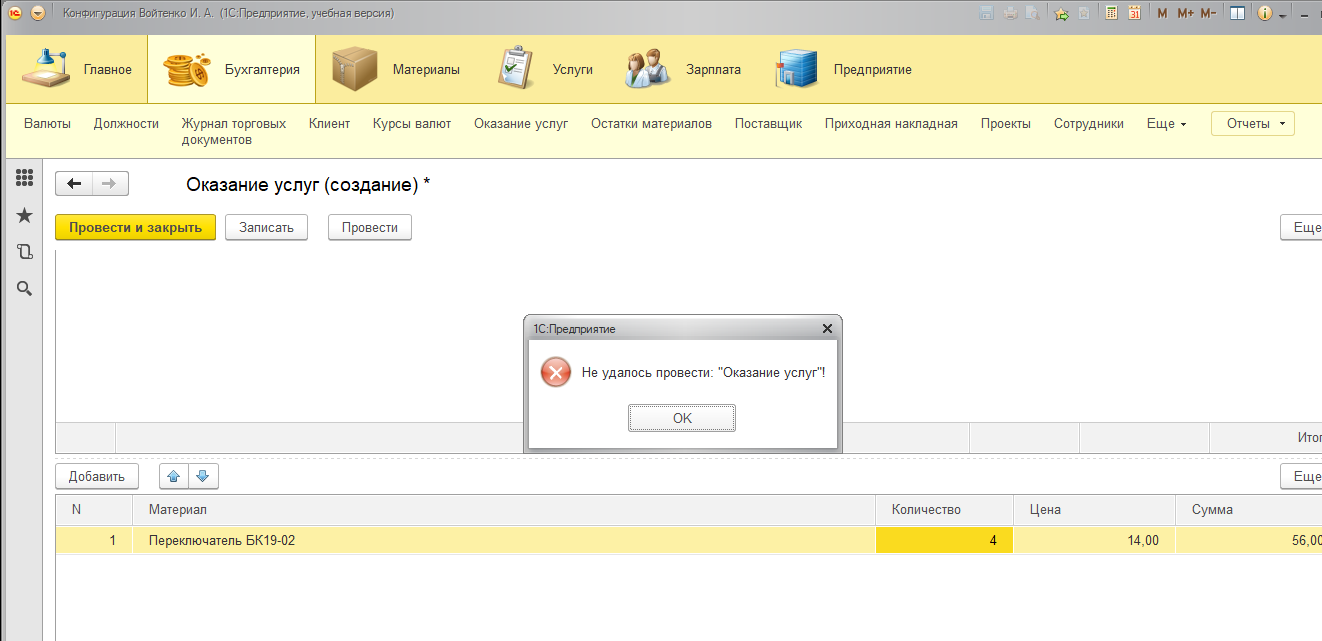 Конфигурация Войтенко И. А. (1С:Предприятие, учебная версия)
31 M M+ M-
Главное Бухгалтерия Материалы Услуги Зарплата Предприятие
Валюты Должности Журнал торговых документов Клиент Курсы валют Оказание услуг Остатки материалов Поставщик Приходная накладная Проекты Сотрудники Еще Отчеты
Оказание услуг (создание) *
Провести и закрыть Записать Провести Еще
1С:Предприятие
Не удалось провести: "Оказание услуг"!
OK
Итог
Добавить Еще
N Материал Количество Цена Сумма
1 Переключатель БК19-02 4 14,00 56,00